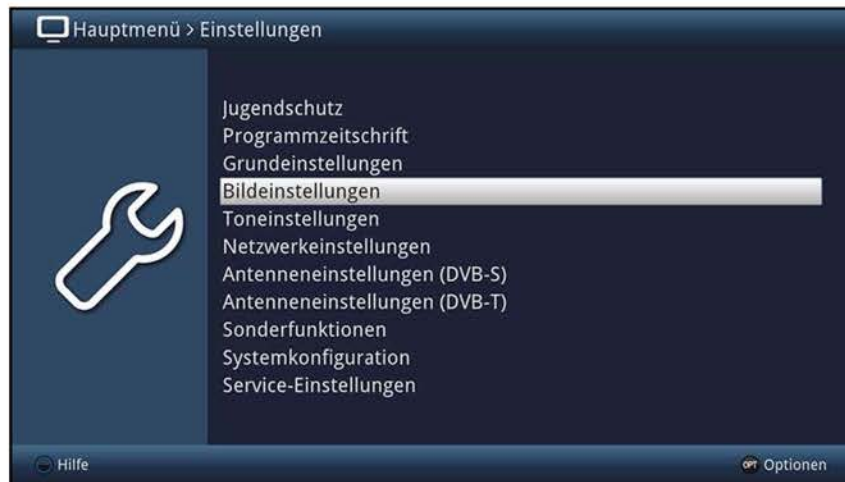 Hauptmenü > Einstellungen
Jugendschutz
Programmzeitschrift
Grundeinstellungen
Bildeinstellungen
Toneinstellungen
Netzwerkeinstellungen
Antenneneinstellungen (DVB-S)
Antenneneinstellungen (DVB-T)
Sonderfunktionen
Systemkonfiguration
Service-Einstellungen
Hilfe
OPT Optionen